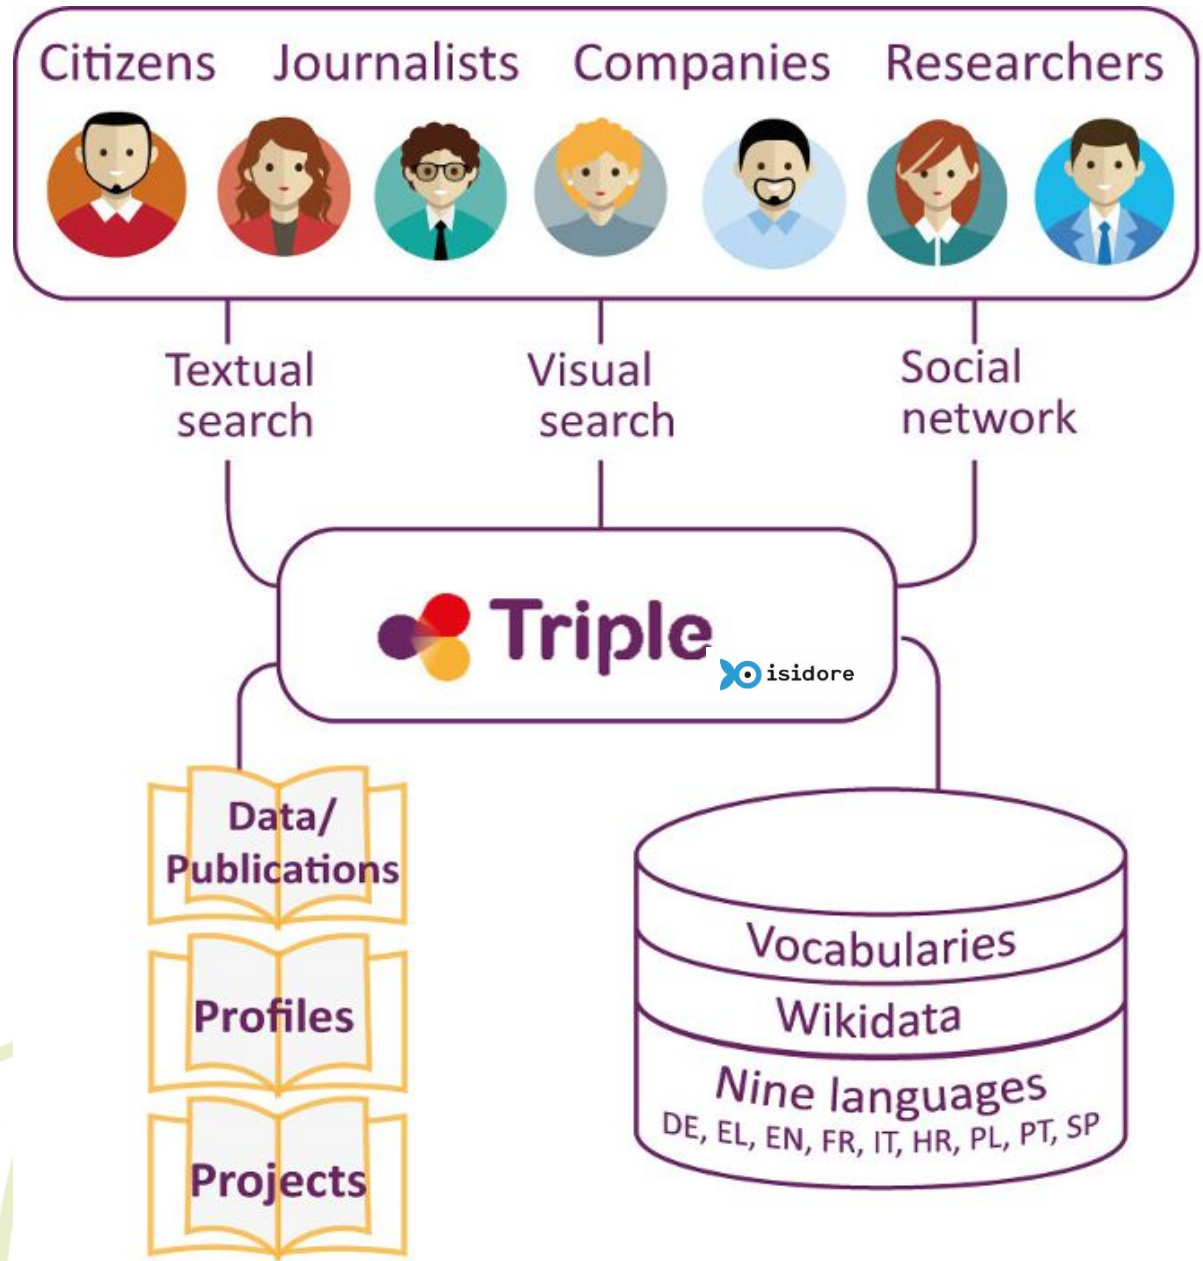 Citizens Journalists Companies Researchers
Textual
search
Visual
search
Social
network
Triple
isidore
Data/
Publications
Profiles
Projects
Vocabularies
Wikidata
Nine languages
DE, EL, EN, FR, IT, HR, PL, PT, SP